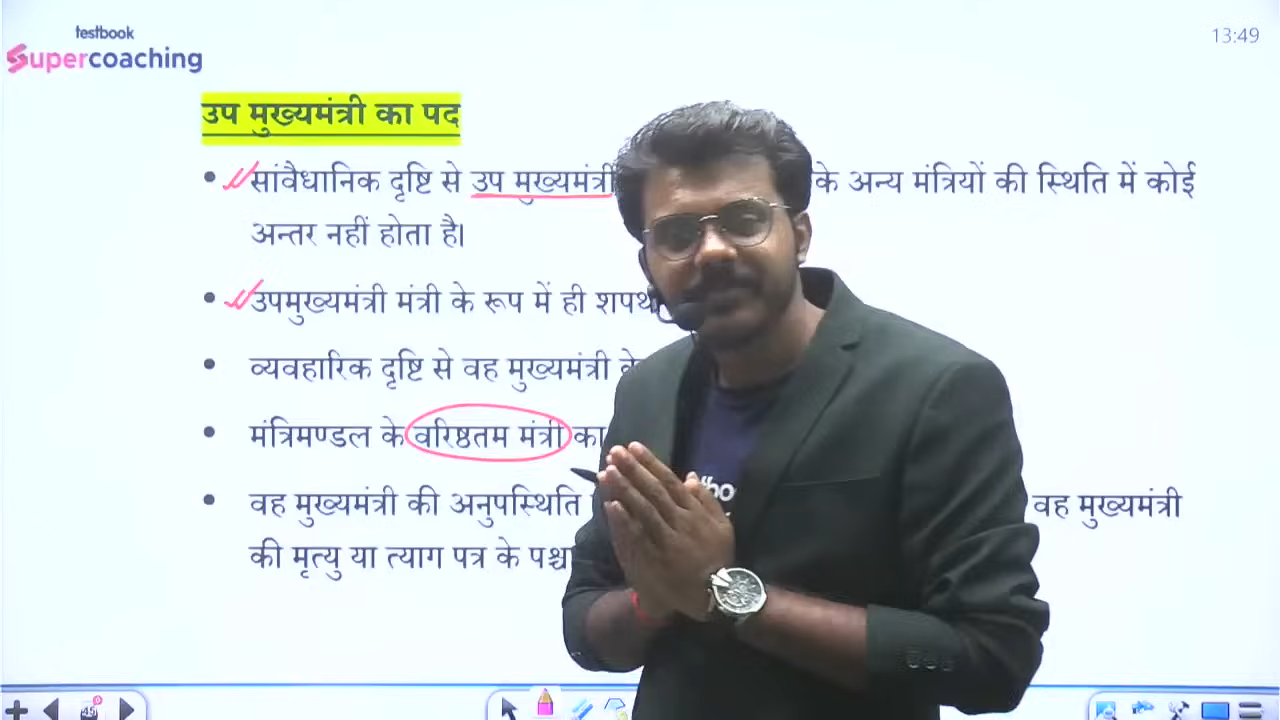 testbook
Supercoaching
13:49
उप मुख्यमंत्री का पद
सांवैधानिक दृष्टि से उप मुख्यमंत्री के अन्य मंत्रियों की स्थिति में कोई
अन्तर नहीं होता है।
उपमुख्यमंत्री मंत्री के रूप में ही शपथ
व्यवहारिक दृष्टि से वह मुख्यमंत्री
मंत्रिमण्डल के वरिष्ठतम मंत्री का
वह मुख्यमंत्री की अनुपस्थिति वह मुख्यमंत्री
की मृत्यु या त्याग पत्र के